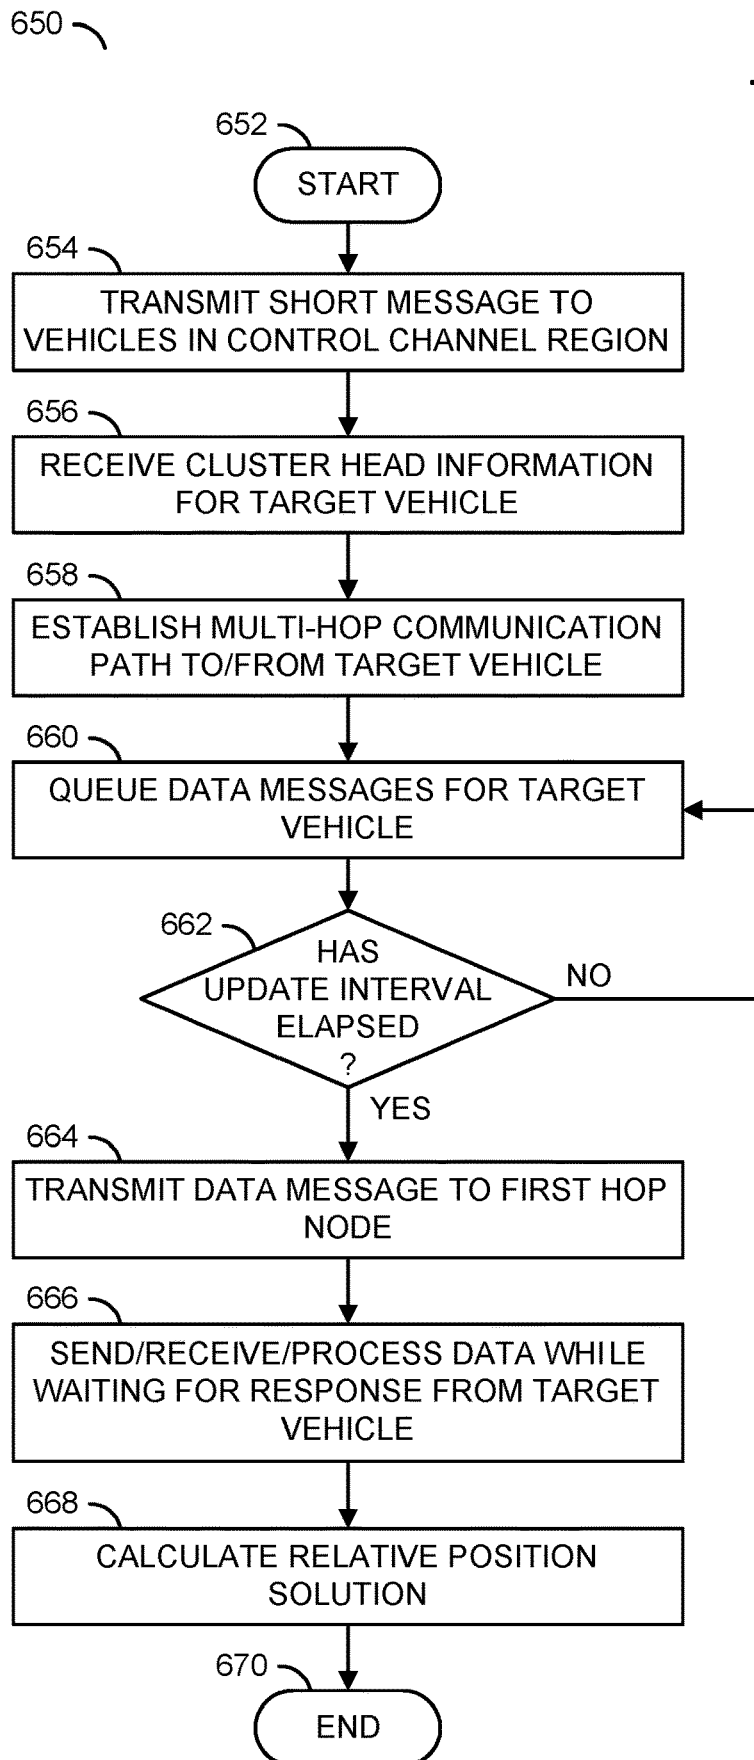 650
652
START
654
TRANSMIT SHORT MESSAGE TO
VEHICLES IN CONTROL CHANNEL REGION
656
RECEIVE CLUSTER HEAD INFORMATION
FOR TARGET VEHICLE
658
ESTABLISH MULTI-HOP COMMUNICATION
PATH TO/FROM TARGET VEHICLE
660
QUEUE DATA MESSAGES FOR TARGET
VEHICLE
662
HAS
UPDATE INTERVAL
ELAPSED
?
NO
YES
664
TRANSMIT DATA MESSAGE TO FIRST HOP
NODE
666
SEND/RECEIVE/PROCESS DATA WHILE
WAITING FOR RESPONSE FROM TARGET
VEHICLE
668
CALCULATE RELATIVE POSITION
SOLUTION
670
END